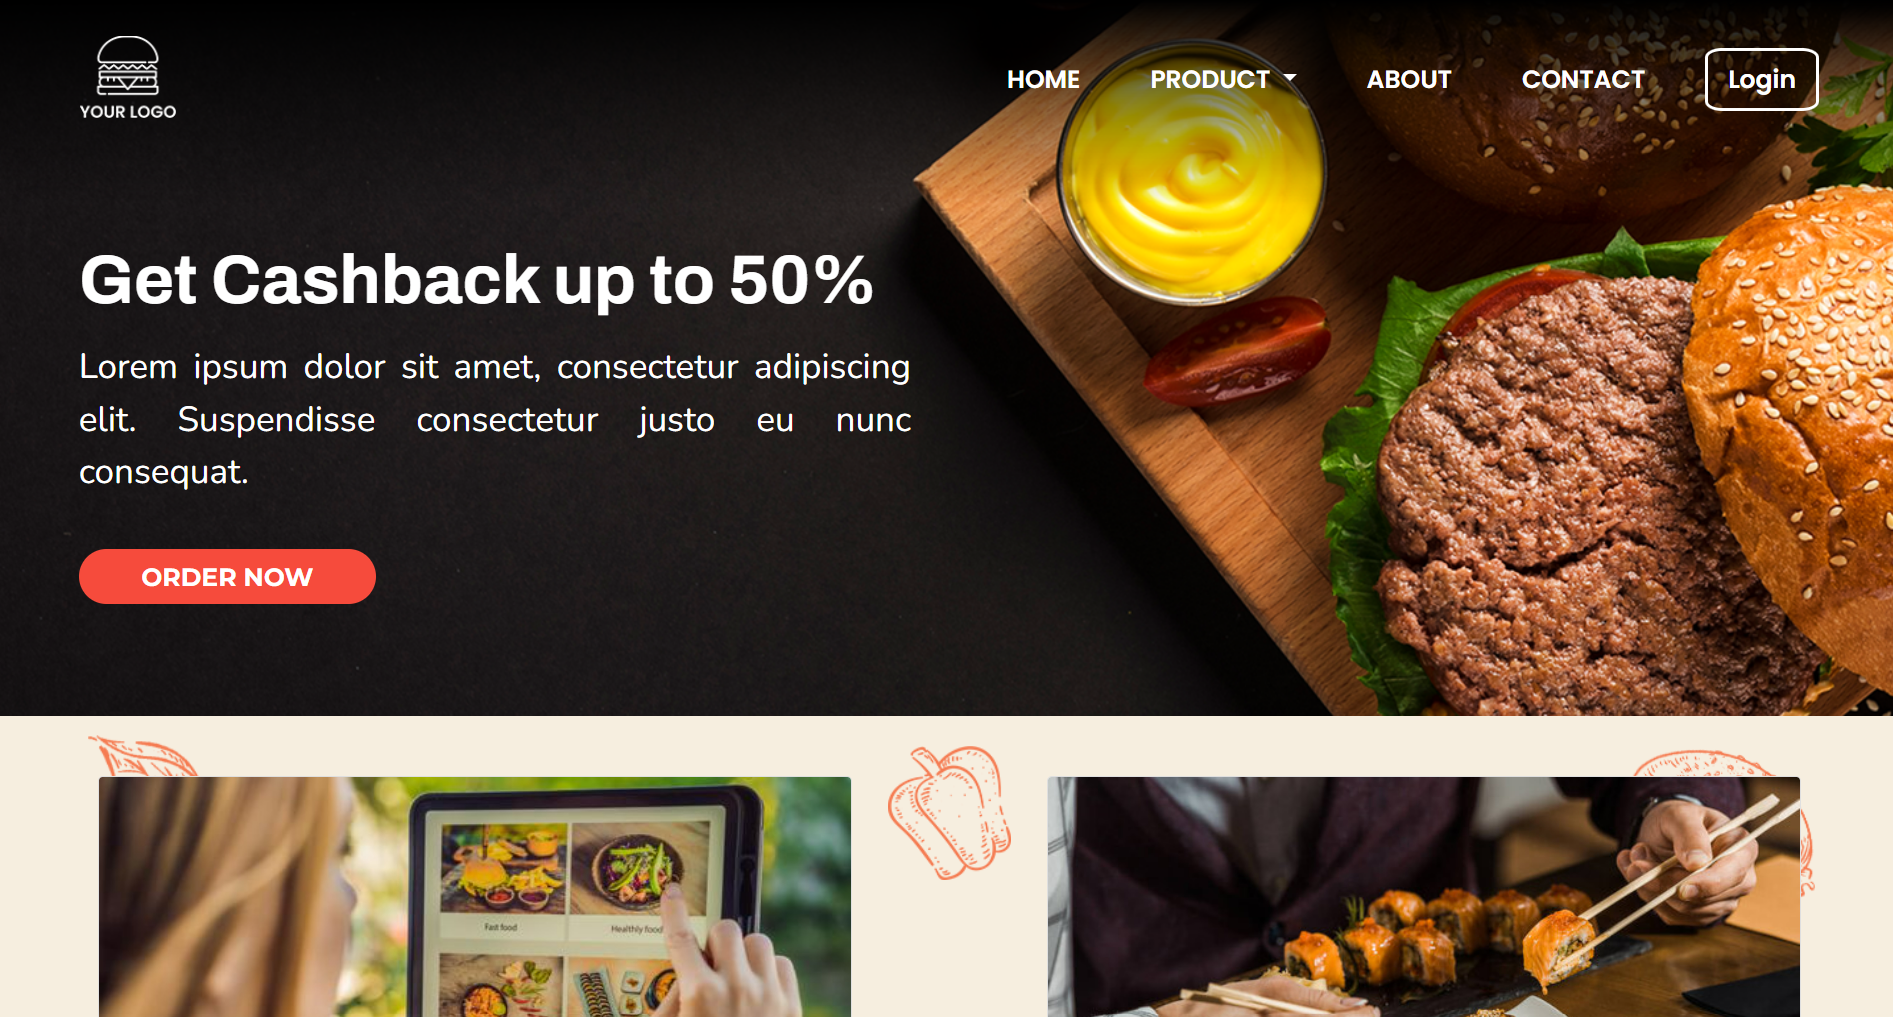 YOUR LOGO
HOME PRODUCT ABOUT CONTACT Login
Get Cashback up to 50%
Lorem ipsum dolor sit amet, consectetur adipiscing
elit. Suspendisse consectetur justo eu nunc
consequat.
ORDER NOW
Fast food Healthly food